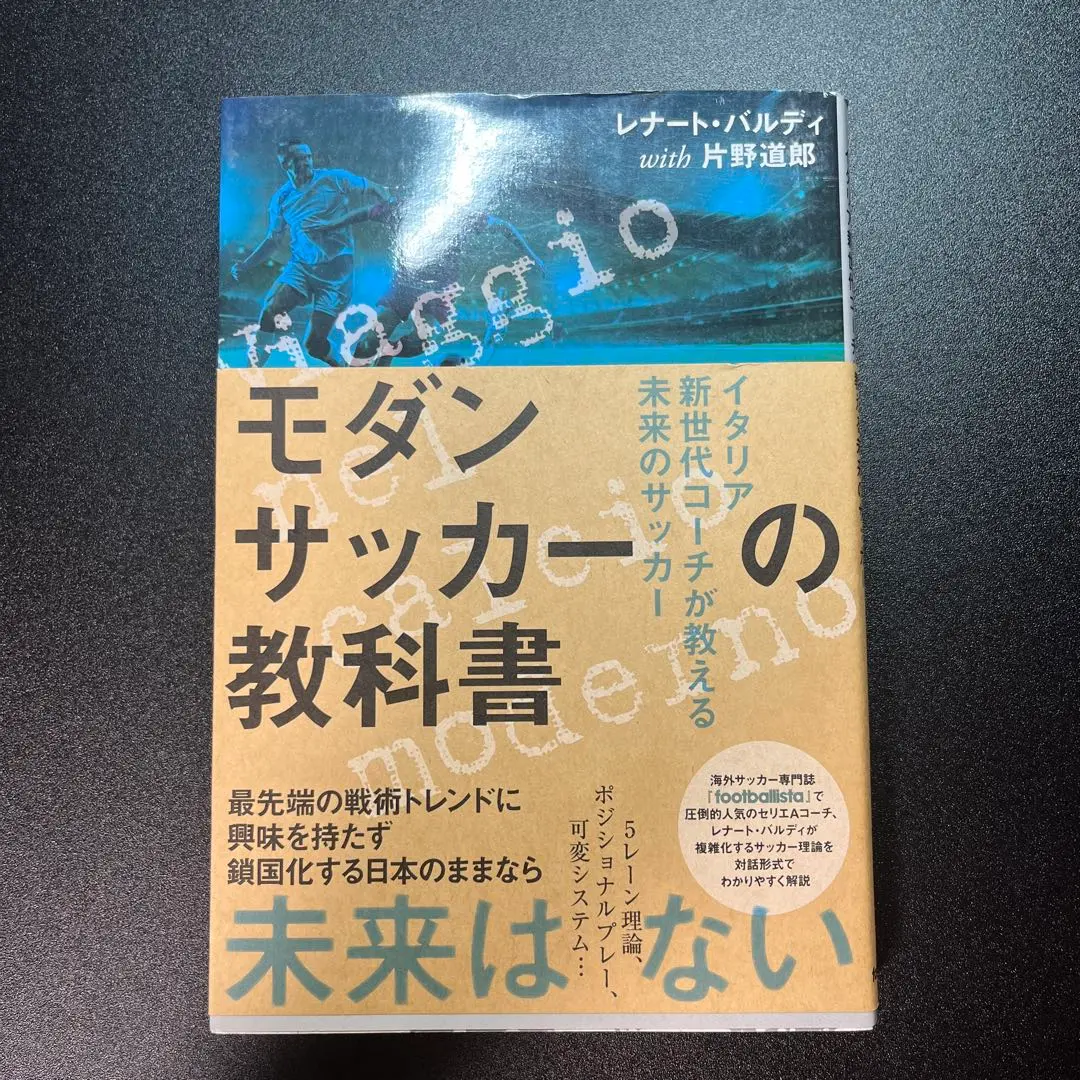 レナート・バルディ
with 片野道郎
viaggio
nel
calcio
moderno
モダン
サッカーの
教科書
イタリア
新世代コーチが教える
未来のサッカー
海外サッカー専門誌
『footballista』で
圧倒的人気のセリエAコーチ、
レナート・バルディが
複雑化するサッカー理論を
対話形式で
わかりやすく解説
最先端の戦術トレンドに
興味を持たず
鎖国化する日本のままなら
未来はない
5レーン理論、
ポジショナルプレー、
可変システム…